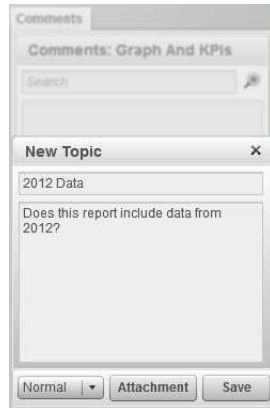 Comments
Comments: Graph And KPIs
Search
New Topic
2012 Data
Does this report include data from
2012?
Normal
Attachment
Save